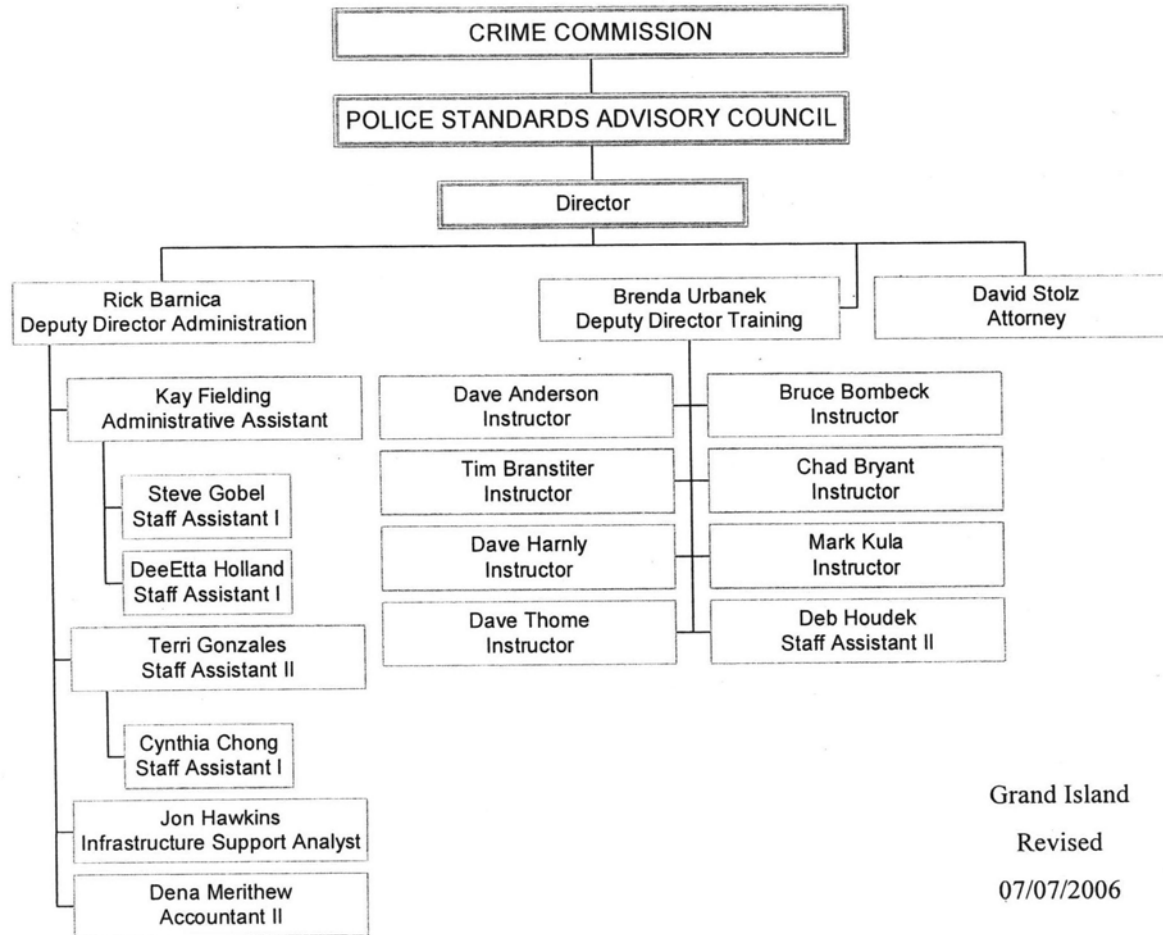 CRIME COMMISSION
POLICE STANDARDS ADVISORY COUNCIL
Director
Rick Barnica
Deputy Director Administration
Brenda Urbanek
Deputy Director Training
David Stolz
Attorney
Kay Fielding
Administrative Assistant
Steve Gobel
Staff Assistant I
DeeEtta Holland
Staff Assistant I
Terri Gonzales
Staff Assistant II
Cynthia Chong
Staff Assistant I
Jon Hawkins
Infrastructure Support Analyst
Dena Merithew
Accountant II
Dave Anderson
Instructor
Bruce Bombeck
Instructor
Tim Branstiter
Instructor
Chad Bryant
Instructor
Dave Harnly
Instructor
Mark Kula
Instructor
Dave Thome
Instructor
Deb Houdek
Staff Assistant II
Grand Island
Revised
07/07/2006